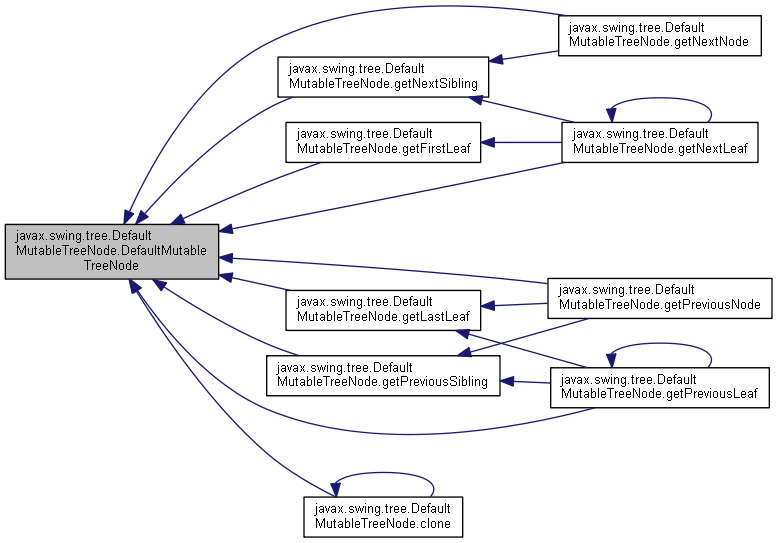 javax.swing.tree.Default
MutableTreeNode.getNextNode
javax.swing.tree.Default
MutableTreeNode.getNextSibling
javax.swing.tree.Default
MutableTreeNode.getFirstLeaf
javax.swing.tree.Default
MutableTreeNode.getNextLeaf
javax.swing.tree.Default
MutableTreeNode.DefaultMutable
TreeNode
javax.swing.tree.Default
MutableTreeNode.getLastLeaf
javax.swing.tree.Default
MutableTreeNode.getPreviousNode
javax.swing.tree.Default
MutableTreeNode.getPreviousSibling
javax.swing.tree.Default
MutableTreeNode.getPreviousLeaf
javax.swing.tree.Default
MutableTreeNode.clone